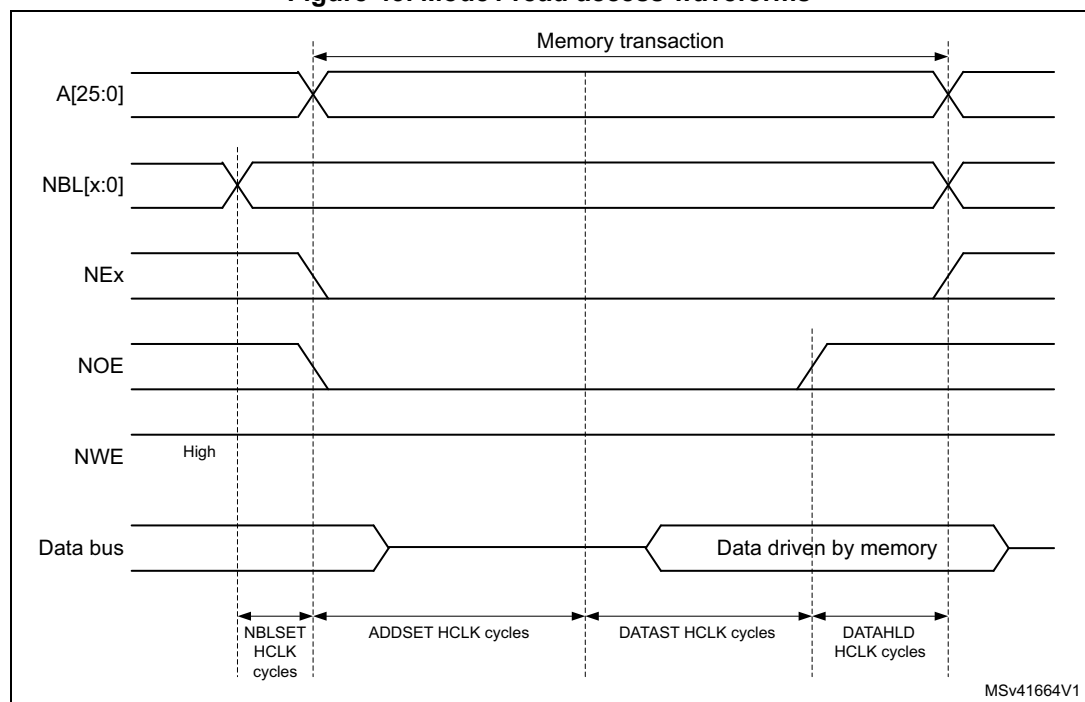 Memory transaction
A[25:0]
NBL[x:0]
NEx
NOE
High
NWE
Data bus
Data driven by memory
NBLSET
HCLK
cycles
ADDSET HCLK cycles
DATAST HCLK cycles
DATAHLD
HCLK cycles
MSv41664V1